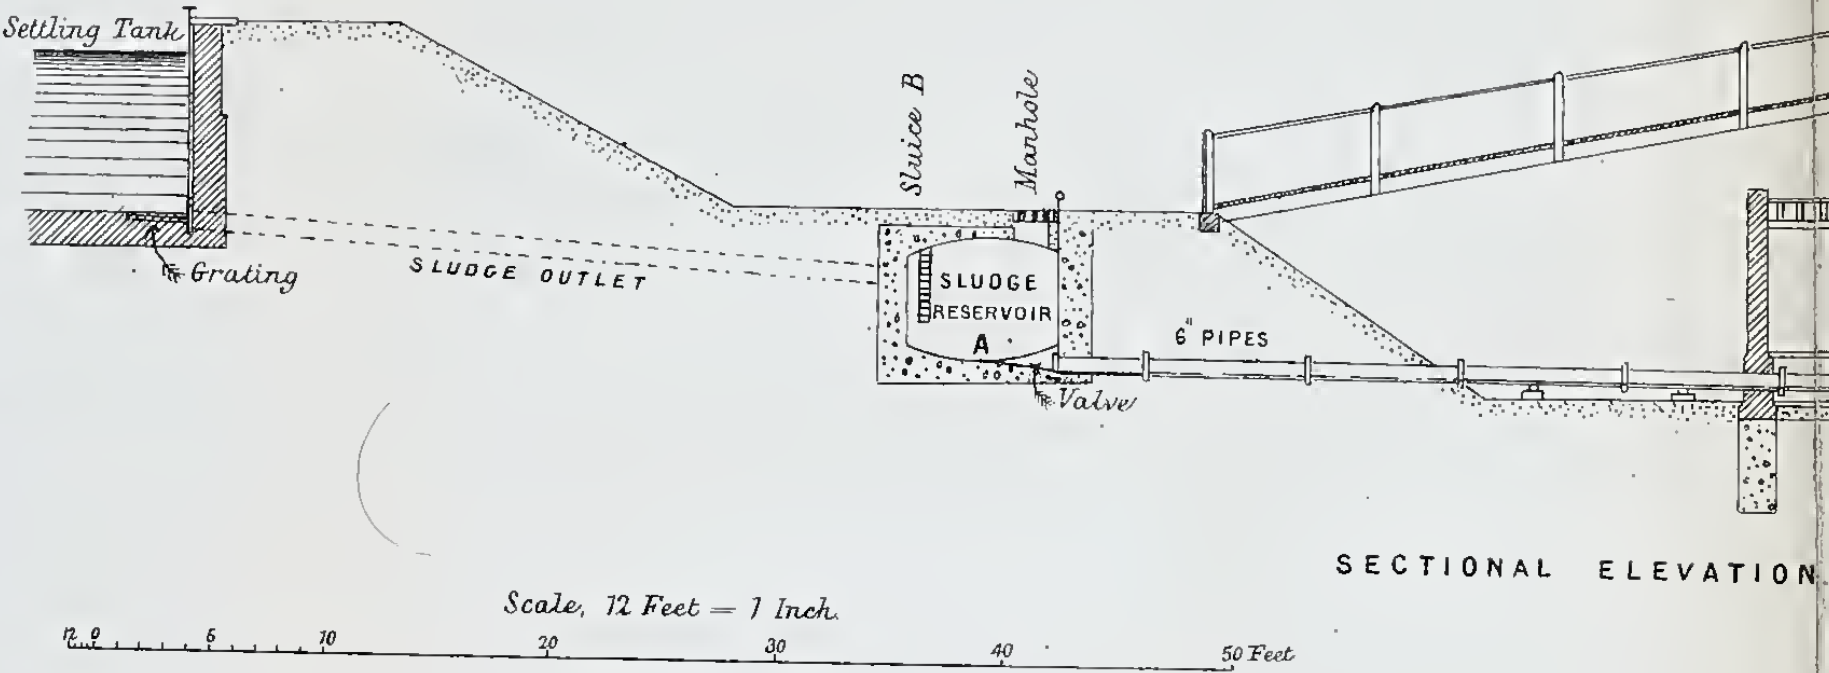 Settling Tank
Sluice B
Manhole
Grating
SLUDGE OUTLET
SLUDGE
RESERVOIR
A
6" PIPES
Valve
SECTIONAL ELEVATION
Scale, 12 Feet = 1 Inch.
12 0 5 10 20 30 40 50 Feet